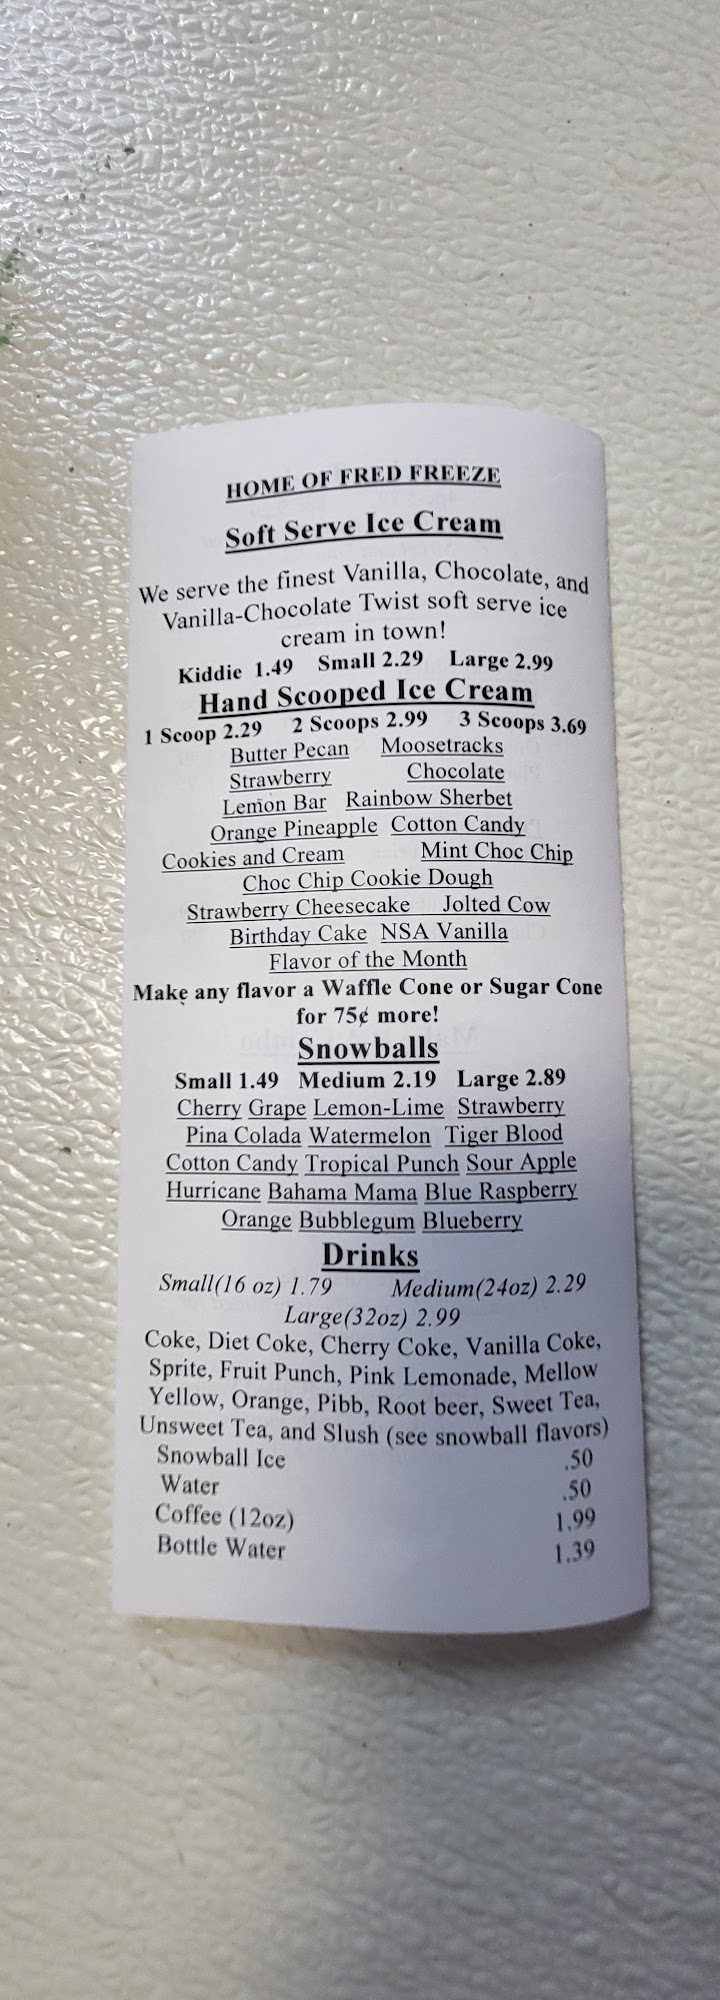 HOME OF FRED FREEZE
Soft Serve Ice Cream
We serve the finest Vanilla, Chocolate, and
Vanilla-Chocolate Twist soft serve ice
cream in town!
Kiddie 1.49 Small 2.29 Large 2.99
Hand Scooped Ice Cream
1 Scoop 2.29 2 Scoops 2.99 3 Scoops 3.69
Butter Pecan Moosetracks
Strawberry Chocolate
Lemon Bar Rainbow Sherbet
Orange Pineapple Cotton Candy
Cookies and Cream Mint Choc Chip
Choc Chip Cookie Dough
Strawberry Cheesecake Jolted Cow
Birthday Cake NSA Vanilla
Flavor of the Month
Make any flavor a Waffle Cone or Sugar Cone
for 75¢ more!
Snowballs
Small 1.49 Medium 2.19 Large 2.89
Cherry Grape Lemon-Lime Strawberry
Pina Colada Watermelon Tiger Blood
Cotton Candy Tropical Punch Sour Apple
Hurricane Bahama Mama Blue Raspberry
Orange Bubblegum Blueberry
Drinks
Small(16 oz) 1.79 Medium(24oz) 2.29
Large(32oz) 2.99
Coke, Diet Coke, Cherry Coke, Vanilla Coke,
Sprite, Fruit Punch, Pink Lemonade, Mellow
Yellow, Orange, Pibb, Root beer, Sweet Tea,
Unsweet Tea, and Slush (see snowball flavors)
Snowball Ice .50
Water .50
Coffee (12oz) 1.99
Bottle Water 1.39